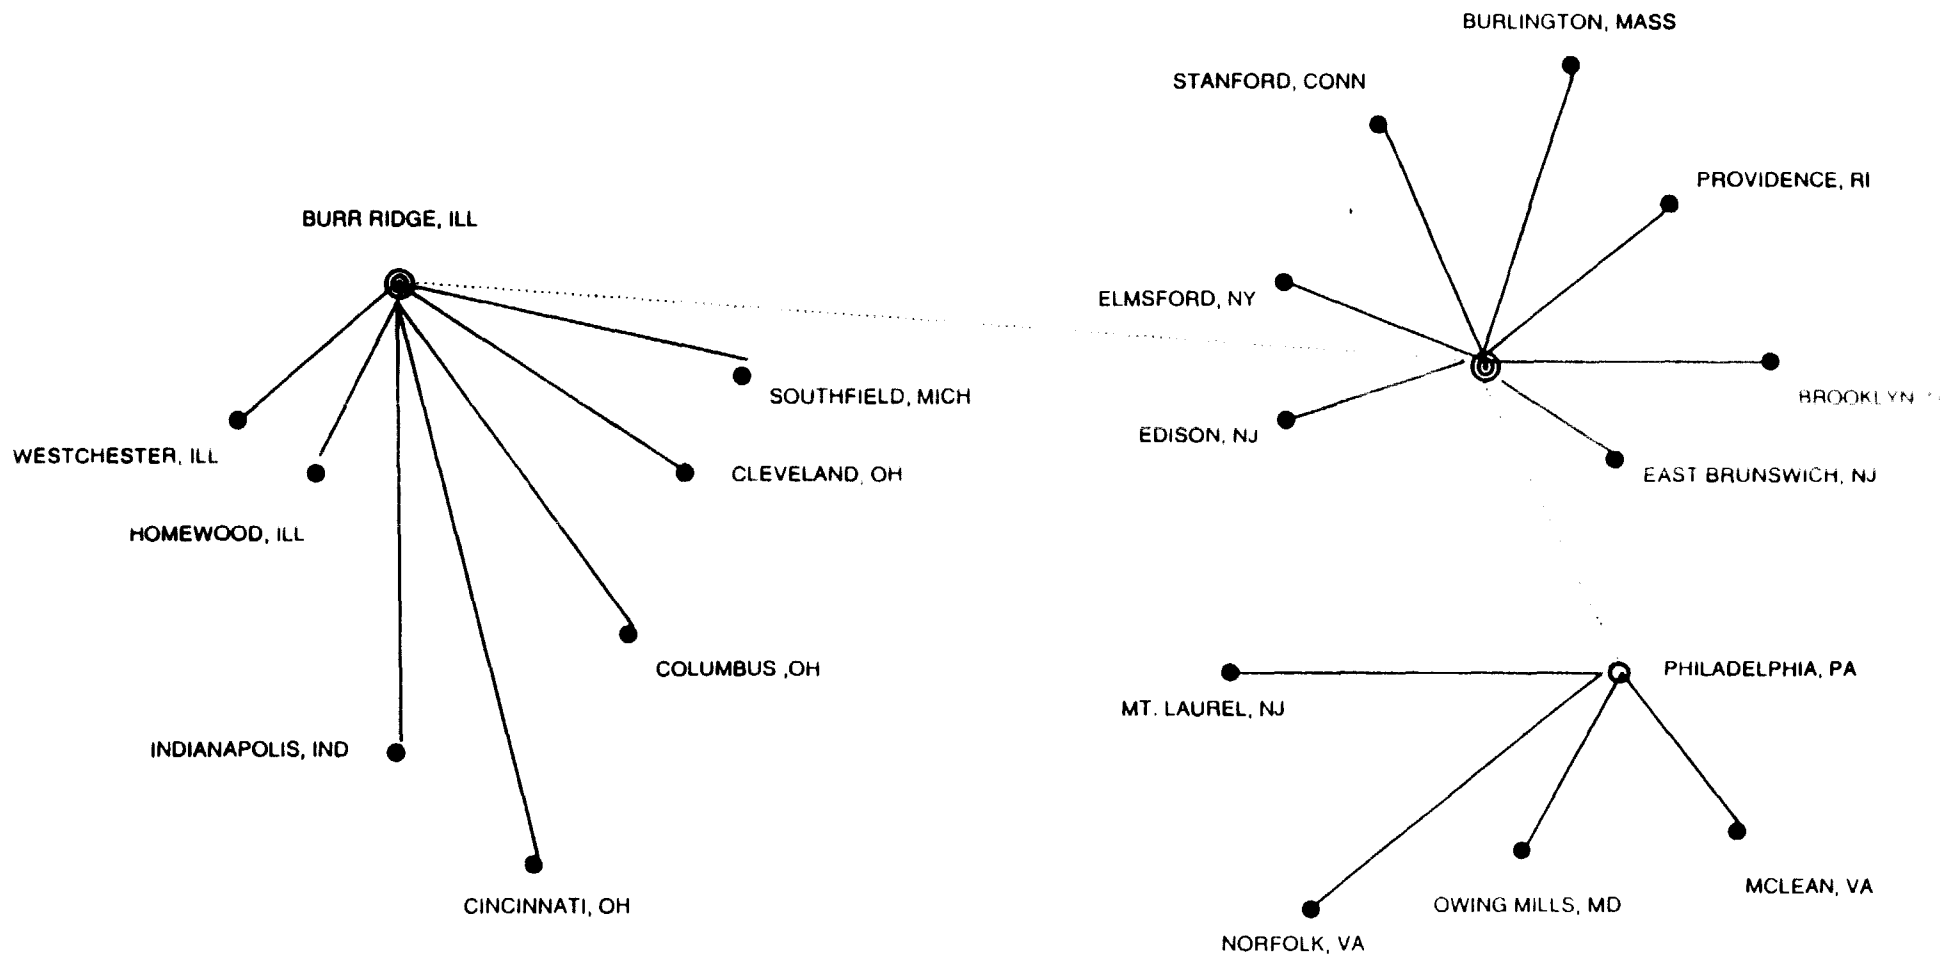 BURLINGTON, MASS
STANFORD, CONN
PROVIDENCE, RI
BURR RIDGE, ILL
ELMSFORD, NY
SOUTHFIELD, MICH
BROOKLYN
EDISON, NJ
WESTCHESTER, ILL
CLEVELAND, OH
EAST BRUNSWICH, NJ
HOMEWOOD, ILL
COLUMBUS ,OH
PHILADELPHIA, PA
MT. LAUREL, NJ
INDIANAPOLIS, IND
MCLEAN, VA
CINCINNATI, OH
OWING MILLS, MD
NORFOLK, VA